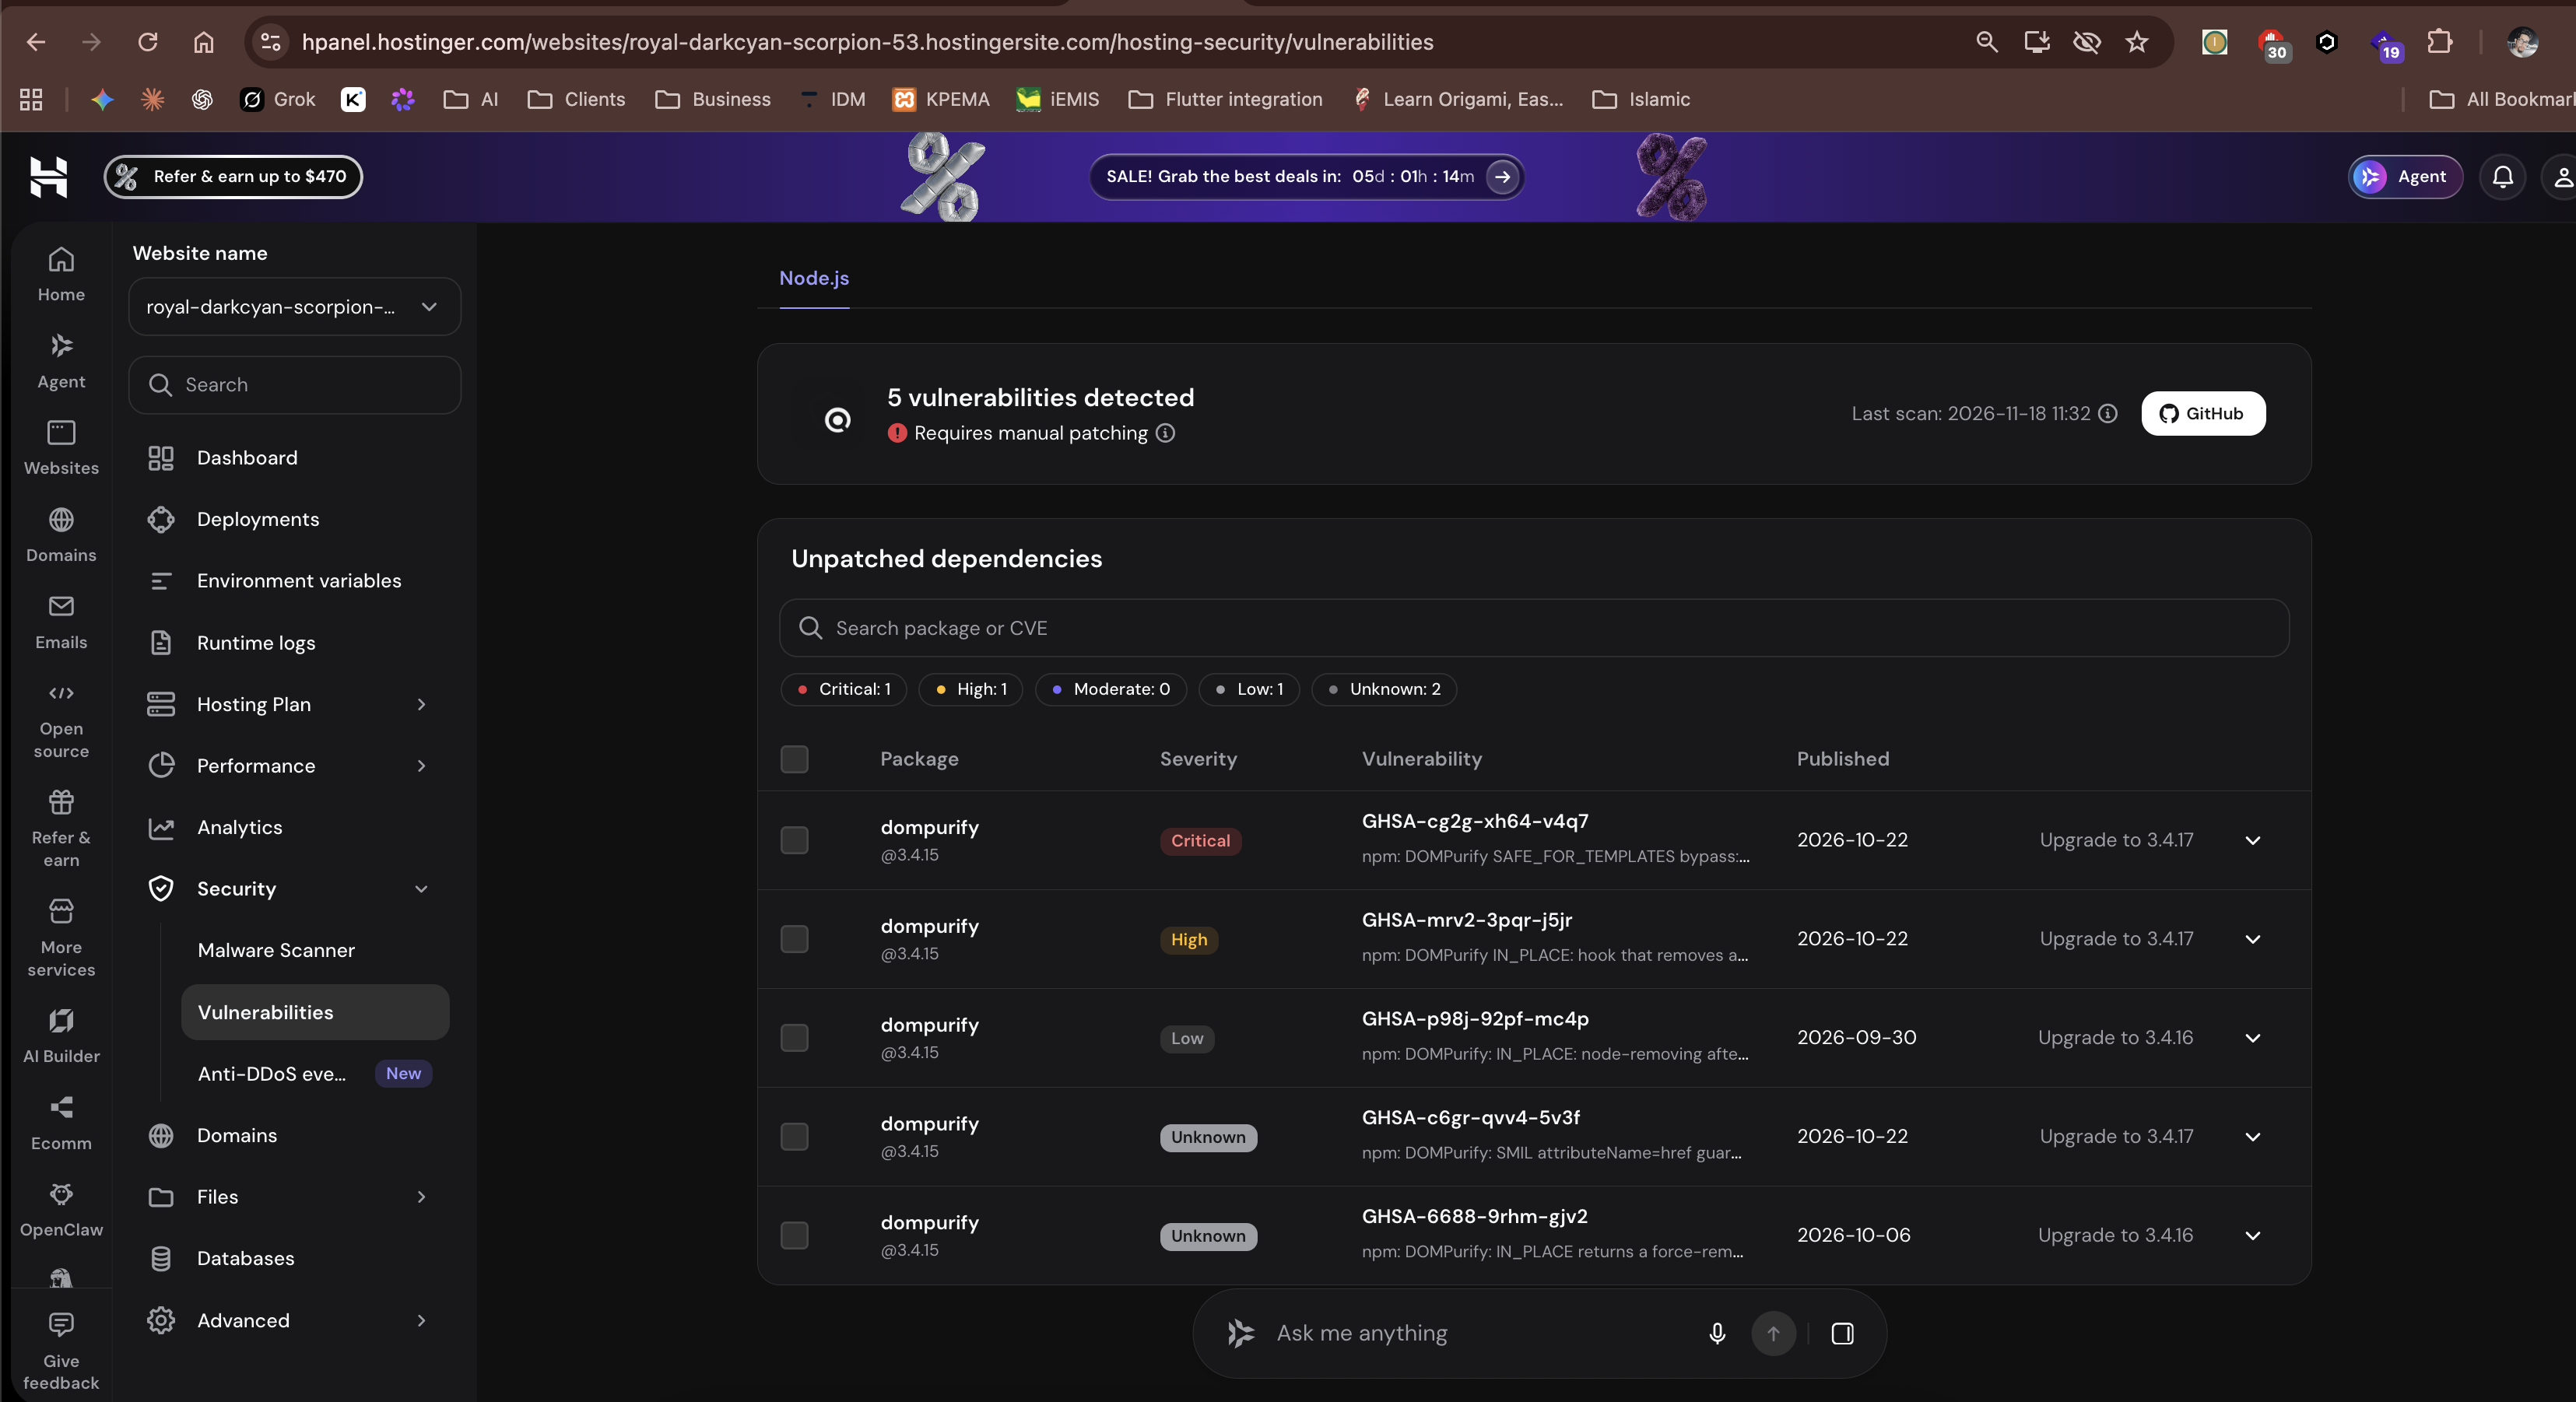 hpanel.hostinger.com/websites/royal-darkcyan-scorpion-53.hostingersite.com/hosting-security/vulnerabilities
30
19
Grok
AI
Clients
Business
IDM
KPEMA
iEMIS
Flutter integration
Learn Origami, Eas...
Islamic
All Bookmar
Refer & earn up to $470
SALE! Grab the best deals in: 05d : 01h : 14m
Agent
Home
Agent
Websites
Domains
Emails
Open
source
Refer &
earn
More
services
AI Builder
Ecomm
OpenClaw
Give
feedback
Website name
royal-darkcyan-scorpion-...
Search
Dashboard
Deployments
Environment variables
Runtime logs
Hosting Plan
Performance
Analytics
Security
Malware Scanner
Vulnerabilities
Anti-DDoS eve... New
Domains
Files
Databases
Advanced
Node.js
5 vulnerabilities detected
Requires manual patching
Last scan: 2026-11-18 11:32
GitHub
Unpatched dependencies
Search package or CVE
Critical: 1 High: 1 Moderate: 0 Low: 1 Unknown: 2
Package Severity Vulnerability Published
dompurify
@3.4.15
Critical
GHSA-cg2g-xh64-v4q7
npm: DOMPurify SAFE_FOR_TEMPLATES bypass:...
2026-10-22
Upgrade to 3.4.17
dompurify
@3.4.15
High
GHSA-mrv2-3pqr-j5jr
npm: DOMPurify IN_PLACE: hook that removes a...
2026-10-22
Upgrade to 3.4.17
dompurify
@3.4.15
Low
GHSA-p98j-92pf-mc4p
npm: DOMPurify: IN_PLACE: node-removing afte...
2026-09-30
Upgrade to 3.4.16
dompurify
@3.4.15
Unknown
GHSA-c6gr-qvv4-5v3f
npm: DOMPurify: SMIL attributeName=href guar...
2026-10-22
Upgrade to 3.4.17
dompurify
@3.4.15
Unknown
GHSA-6688-9rhm-gjv2
npm: DOMPurify: IN_PLACE returns a force-rem...
2026-10-06
Upgrade to 3.4.16
Ask me anything